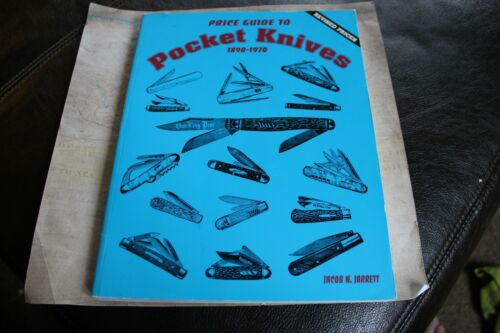 PRICE GUIDE TO
REVISED PRICES
Pocket Knives
1890-1970
JACOB N. JARRETT